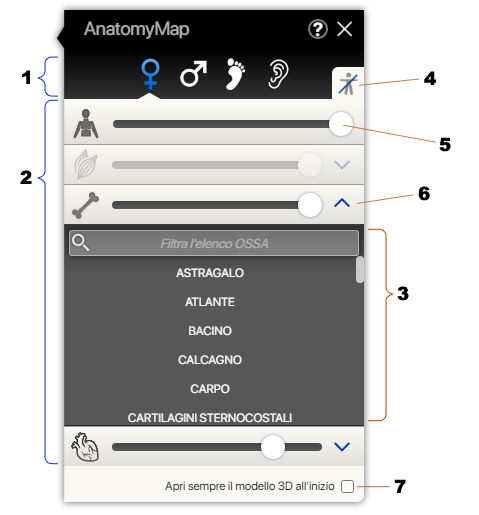 AnatomyMap ?
1
4
5
2
6
Filtra l'elenco OSSA
ASTRAGALO
ATLANTE
3
BACINO
CALCAGNO
CARPO
CARTILAGINI STERNOCOSTALI
Apri sempre il modello 3D all'inizio
7